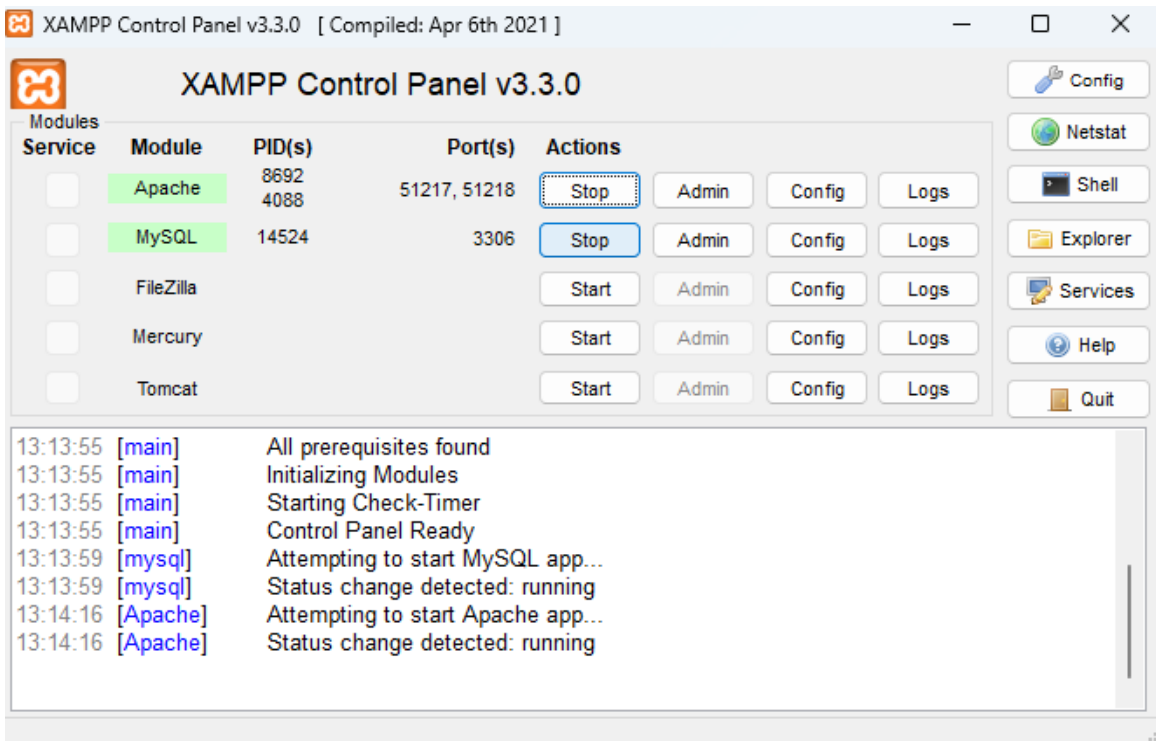 XAMPP Control Panel v3.3.0 [ Compiled: Apr 6th 2021 ]
XAMPP Control Panel v3.3.0
Config
Modules
Netstat
Service Module PID(s) Port(s) Actions
Apache 8692 4088 51217, 51218 Stop Admin Config Logs
Shell
MySQL 14524 3306 Stop Admin Config Logs
Explorer
FileZilla Start Admin Config Logs
Services
Mercury Start Admin Config Logs
Help
Tomcat Start Admin Config Logs
Quit
13:13:55 [main] All prerequisites found
13:13:55 [main] Initializing Modules
13:13:55 [main] Starting Check-Timer
13:13:55 [main] Control Panel Ready
13:13:59 [mysql] Attempting to start MySQL app...
13:13:59 [mysql] Status change detected: running
13:14:16 [Apache] Attempting to start Apache app...
13:14:16 [Apache] Status change detected: running